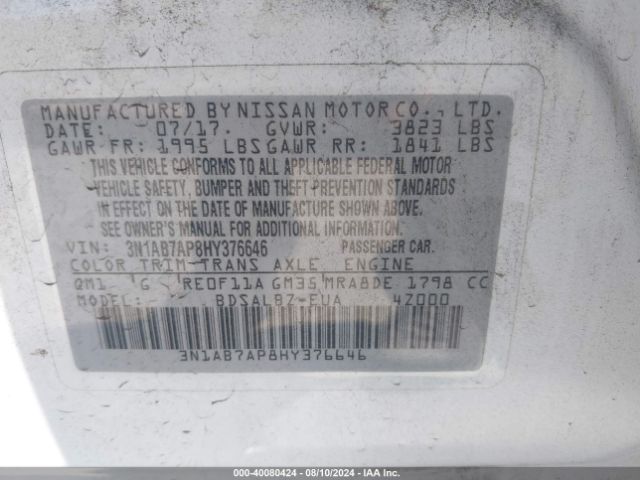 MANUFACTURED BY NISSAN MOTOR CO., LTD.
DATE: 07/17. GVWR: 3823 LBS
GAWR FR: 1995 LBS GAWR RR: 1841 LBS
THIS VEHICLE CONFORMS TO ALL APPLICABLE FEDERAL MOTOR
VEHICLE SAFETY, BUMPER AND THEFT PREVENTION STANDARDS
IN EFFECT ON THE DATE OF MANUFACTURE SHOWN ABOVE.
SEE OWNER'S MANUAL FOR ADDITIONAL INFORMATION.
VIN: 3N1AB7AP8HY376646 PASSENGER CAR.
COLOR TRIM TRANS AXLE ENGINE
QM1 G RE0F11A GM35 MRA8DE 1798 CC
MODEL: BDSALBZ-EUA 4Z000
3N1AB7AP8HY376646
000-40080424 - 08/10/2024 - IAA Inc.